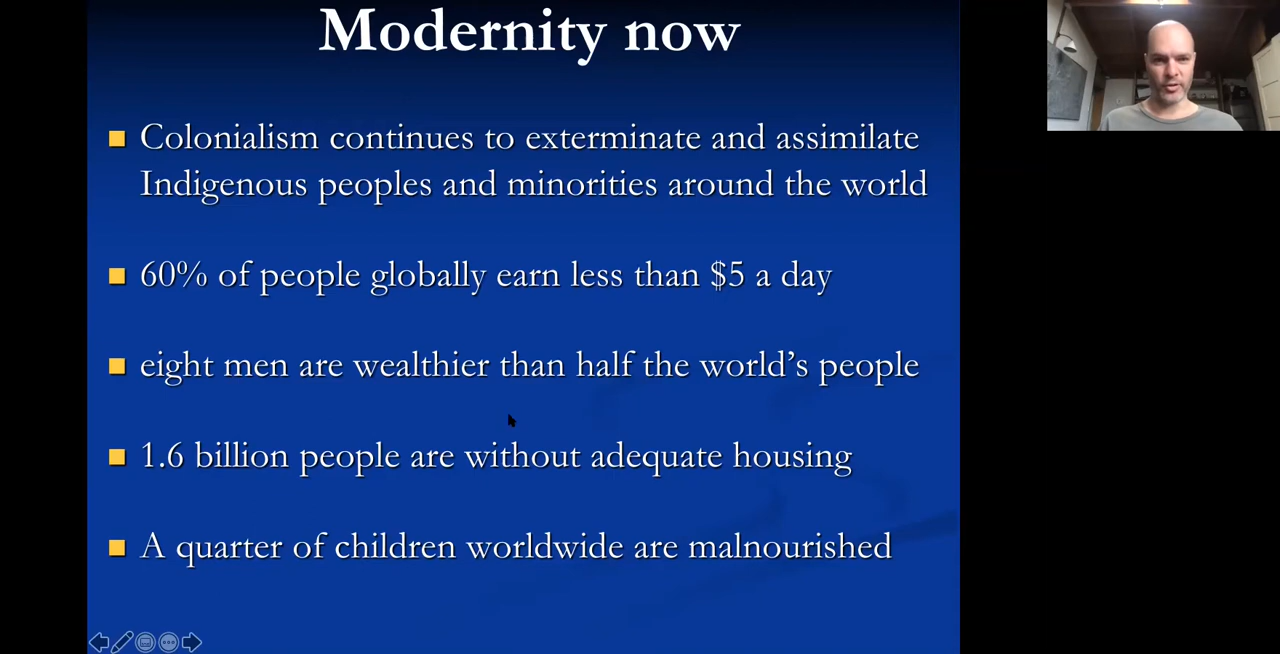 Modernity now
Colonialism continues to exterminate and assimilate
Indigenous peoples and minorities around the world
60% of people globally earn less than $5 a day
eight men are wealthier than half the world’s people
1.6 billion people are without adequate housing
A quarter of children worldwide are malnourished